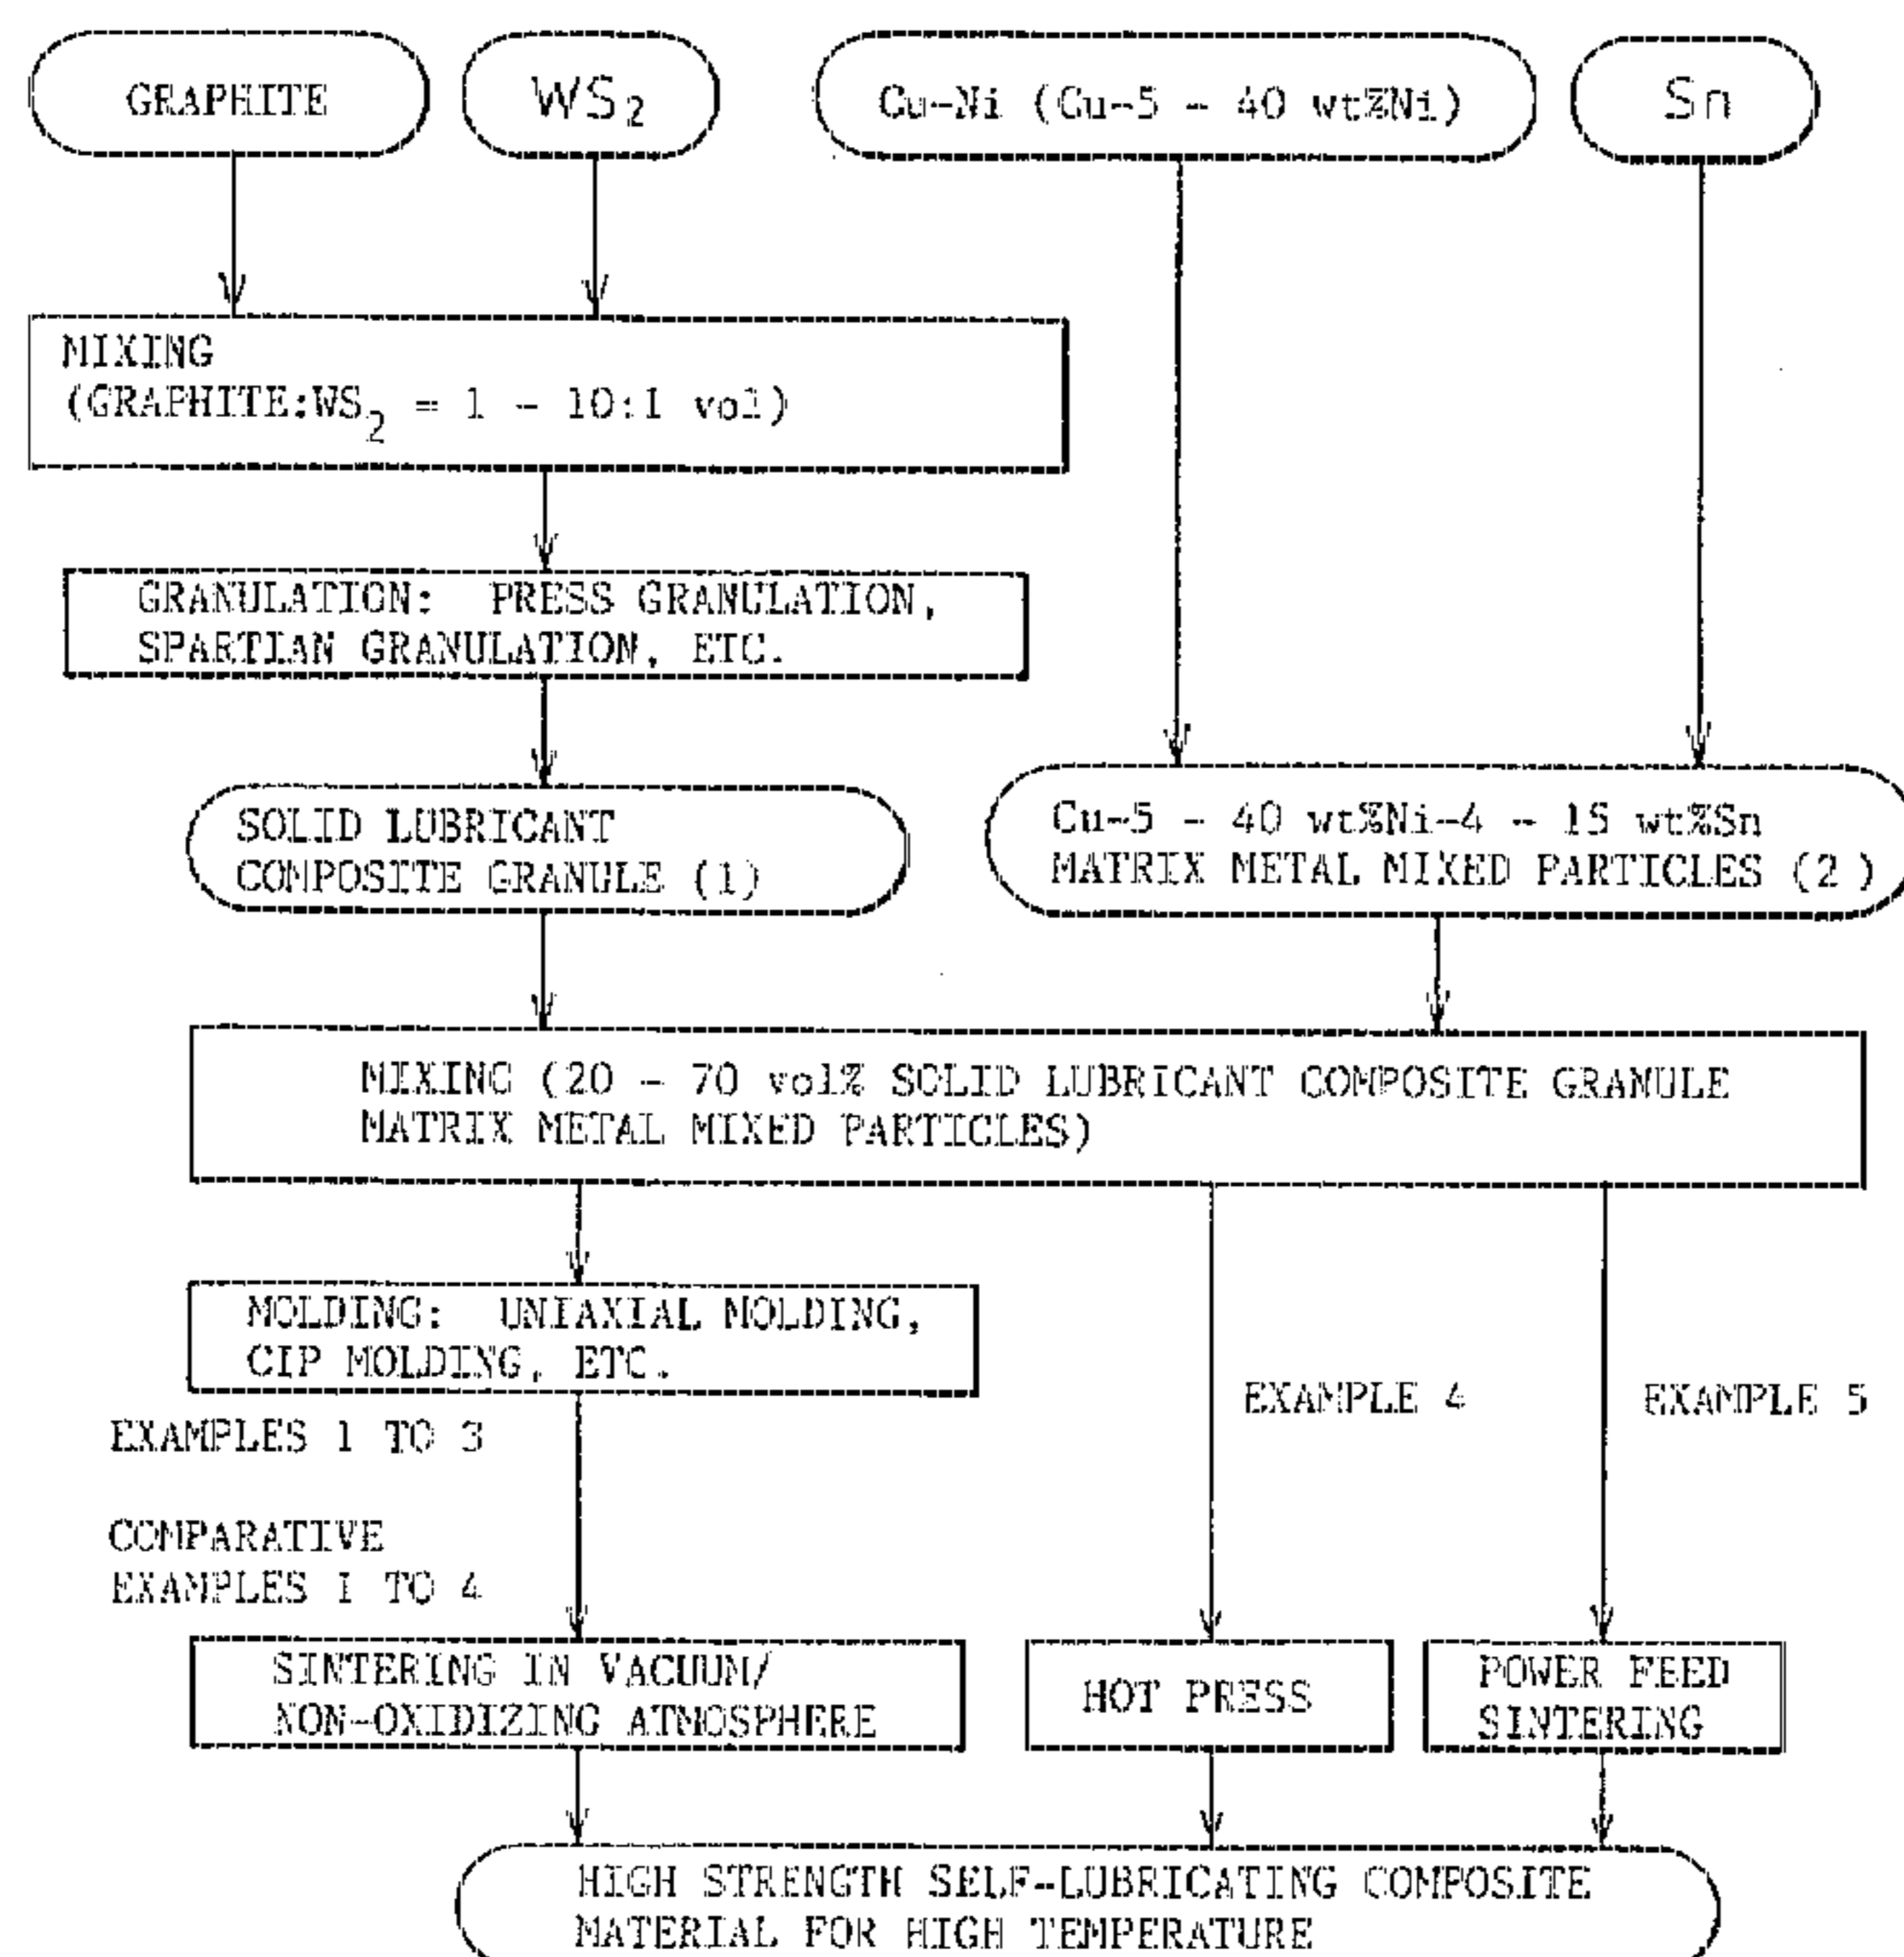 GRAPHITE
WS2
Cu-Ni (Cu-5 - 40 wt%Ni)
Sn
MIXING
(GRAPHITE:WS2 = 1 - 10:1 vol)
GRANULATION: PRESS GRANULATION,
SPARTIAN GRANULATION, ETC.
SOLID LUBRICANT
COMPOSITE GRANULE (1)
Cu-5 - 40 wt%Ni-4 - 15 wt%Sn
MATRIX METAL MIXED PARTICLES (2)
MIXING (20 - 70 vol% SOLID LUBRICANT COMPOSITE GRANULE
MATRIX METAL MIXED PARTICLES)
MOLDING: UNIAXIAL MOLDING,
CIP MOLDING, ETC.
EXAMPLES 1 TO 3
EXAMPLE 4
EXAMPLE 5
COMPARATIVE
EXAMPLES 1 TO 4
SINTERING IN VACUUM/
NON-OXIDIZING ATMOSPHERE
HOT PRESS
POWER FEED
SINTERING
HIGH STRENGTH SELF-LUBRICATING COMPOSITE
MATERIAL FOR HIGH TEMPERATURE